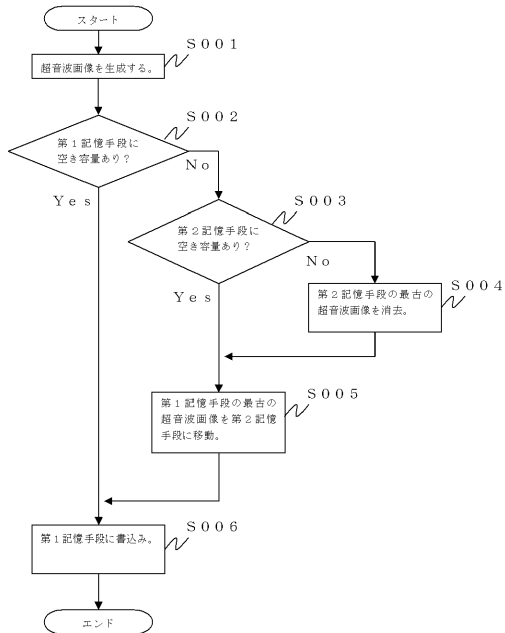 スタート
S001
超音波画像を生成する。
S002
第1記憶手段に
空き容量あり?
No
Yes
S003
第2記憶手段に
空き容量あり?
No
Yes
S004
第2記憶手段の最古の
超音波画像を消去。
S005
第1記憶手段の最古の
超音波画像を第2記憶
手段に移動。
S006
第1記憶手段に書込み。
エンド